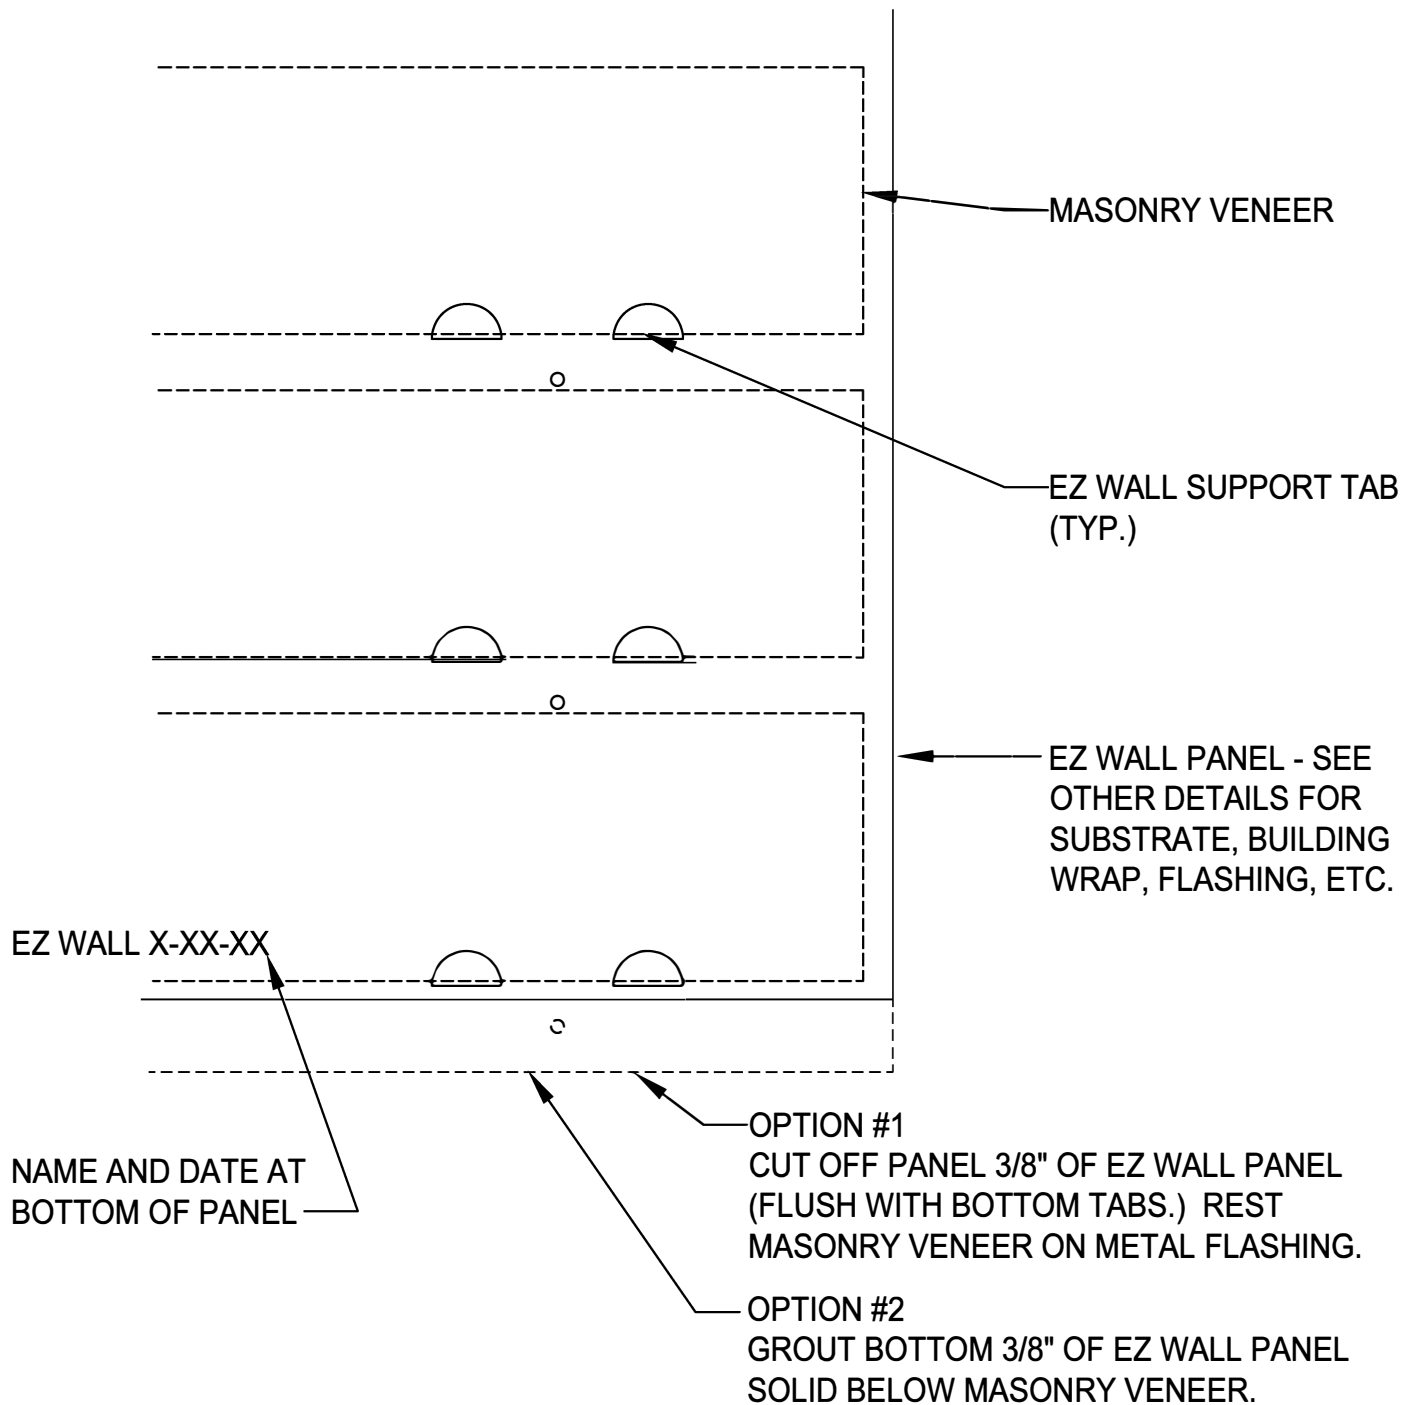 MASONRY VENEER
EZ WALL SUPPORT TAB
(TYP.)
EZ WALL PANEL - SEE
OTHER DETAILS FOR
SUBSTRATE, BUILDING
WRAP, FLASHING, ETC.
EZ WALL X-XX-XX
NAME AND DATE AT
BOTTOM OF PANEL
OPTION #1
CUT OFF PANEL 3/8" OF EZ WALL PANEL
(FLUSH WITH BOTTOM TABS.) REST
MASONRY VENEER ON METAL FLASHING.
OPTION #2
GROUT BOTTOM 3/8" OF EZ WALL PANEL
SOLID BELOW MASONRY VENEER.